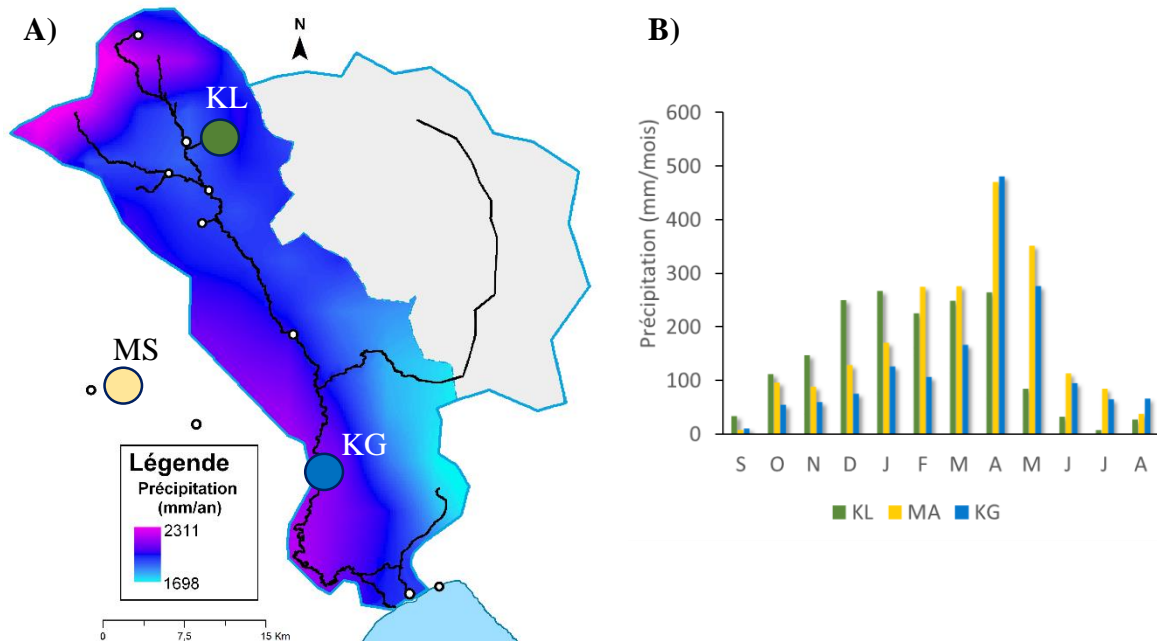 A)
N
KL
MS
KG
Légende
Précipitation
(mm/an)
2311
1698
0 7,5 15 Km
B)
Précipitation (mm/mois)
600
500
400
300
200
100
0
S O N D J F M A M J J A
KL MA KG